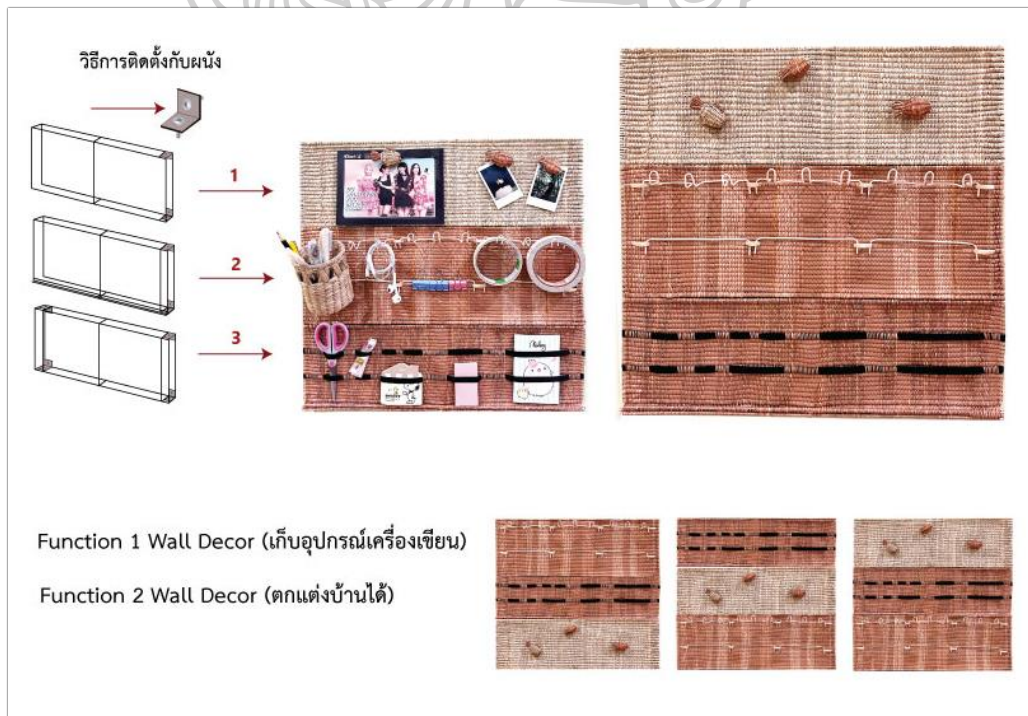 วิธีการติดตั้งกับผนัง
1
2
3
Function 1 Wall Decor (เก็บอุปกรณ์เครื่องเขียน)
Function 2 Wall Decor (ตกแต่งบ้านได้)